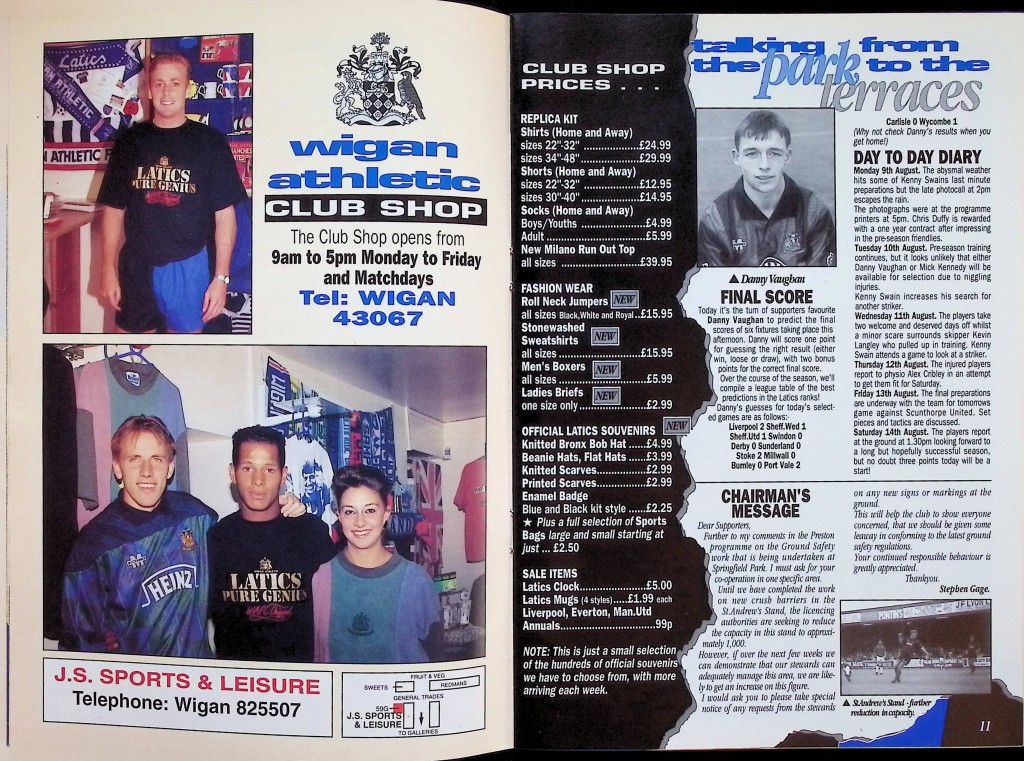 Latics
N ATHLETIC
ATHLETIC F
LATICS
PURE GENIUS
wigan
athletic
CLUB SHOP
The Club Shop opens from
9am to 5pm Monday to Friday
and Matchdays
Tel: WIGAN
43067
HEINZ
LATICS
PURE GENIU
J.S. SPORTS & LEISURE
Telephone: Wigan 825507
FRUIT & VEG
SWEETS
REDMANS
GENERAL TRADES
59G
J.S. SPORTS
& LEISURE
TO GALLERIES
CLUB SHOP
PRICES . . .
REPLICA KIT
Shirts (Home and Away)
sizes 22"-32" ....................£24.99
sizes 34"-48" ....................£29.99
Shorts (Home and Away)
sizes 22"-32" ....................£12.95
sizes 30"-40" ....................£14.95
Socks (Home and Away)
Boys/Youths ......................£4.99
Adult ................................£5.99
New Milano Run Out Top
all sizes ..........................£39.95
FASHION WEAR
Roll Neck Jumpers NEW
all sizes Black,White and Royal ..£15.95
Stonewashed
Sweatshirts NEW
all sizes ..........................£15.95
Men's Boxers NEW
all sizes ............................£5.99
Ladies Briefs NEW
one size only ....................£2.99
OFFICIAL LATICS SOUVENIRS NEW
Knitted Bronx Bob Hat ......£4.99
Beanie Hats, Flat Hats ....£3.99
Knitted Scarves................£2.99
Printed Scarves................£2.99
Enamel Badge
Blue and Black kit style .....£2.25
★ Plus a full selection of Sports
Bags large and small starting at
just ... £2.50
SALE ITEMS
Latics Clock......................£5.00
Latics Mugs (4 styles).....£1.99 each
Liverpool, Everton, Man.Utd
Annuals..............................99p
NOTE: This is just a small selection
of the hundreds of official souvenirs
we have to choose from, with more
arriving each week.
talking from
the park to the
terraces
▲ Danny Vaughan
FINAL SCORE
Today it's the turn of supporters favourite
Danny Vaughan to predict the final
scores of six fixtures taking place this
afternoon. Danny will score one point
for guessing the right result (either
win, loose or draw), with two bonus
points for the correct final score.
Over the course of the season, we'll
compile a league table of the best
predictions in the Latics ranks!
Danny's guesses for today's select-
ed games are as follows:-
Liverpool 2 Sheff.Wed 1
Sheff.Utd 1 Swindon 0
Derby 0 Sunderland 0
Stoke 2 Millwall 0
Burnley 0 Port Vale 2
Carlisle 0 Wycombe 1
(Why not check Danny's results when you
get home!)
DAY TO DAY DIARY
Monday 9th August. The abysmal weather
hits some of Kenny Swains last minute
preparations but the late photocall at 2pm
escapes the rain.
The photographs were at the programme
printers at 5pm. Chris Duffy is rewarded
with a one year contract after impressing
in the pre-season friendlies.
Tuesday 10th August. Pre-season training
continues, but it looks unlikely that either
Danny Vaughan or Mick Kennedy will be
available for selection due to niggling
injuries.
Kenny Swain increases his search for
another striker.
Wednesday 11th August. The players take
two welcome and deserved days off whilst
a minor scare surrounds skipper Kevin
Langley who pulled up in training. Kenny
Swain attends a game to look at a striker.
Thursday 12th August. The injured players
report to physio Alex Cribley in an attempt
to get them fit for Saturday.
Friday 13th August. The final preparations
are underway with the team for tomorrows
game against Scunthorpe United. Set
pieces and tactics are discussed.
Saturday 14th August. The players report
at the ground at 1.30pm looking forward to
a long but hopefully successful season,
but no doubt three points today will be a
start!
CHAIRMAN'S
MESSAGE
Dear Supporters,
Further to my comments in the Preston
programme on the Ground Safety
work that is being undertaken at
Springfield Park. I must ask for your
co-operation in one specific area.
Until we have completed the work
on new crush barriers in the
St.Andrew's Stand, the licencing
authorities are seeking to reduce
the capacity in this stand to approxi-
mately 1,000.
However, if over the next few weeks we
can demonstrate that our stewards can
adequately manage this area, we are like-
ly to get an increase on this figure.
I would ask you to please take special
notice of any requests from the stewards
on any new signs or markings at the
ground.
This will help the club to show everyone
concerned, that we should be given some
leaway in conforming to the latest ground
safety regulations.
Your continued responsible behaviour is
greatly appreciated.
Thankyou.
Stephen Gage.
▲ St.Andrew's Stand - further
reduction in capacity.
11